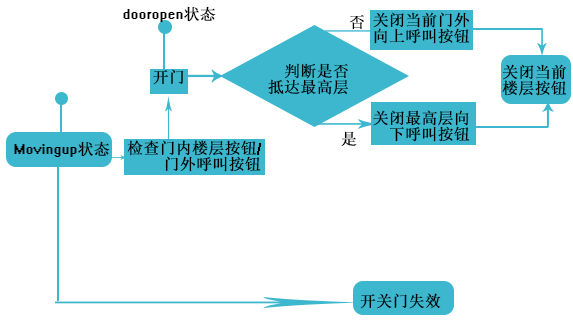 dooropen状态
否
关闭当前门外
向上呼叫按钮
开门
判断是否
抵达最高层
关闭当前
楼层按钮
关闭最高层向
下呼叫按钮
是
Movingup状态
检查门内楼层按钮/
门外呼叫按钮
开关门失效